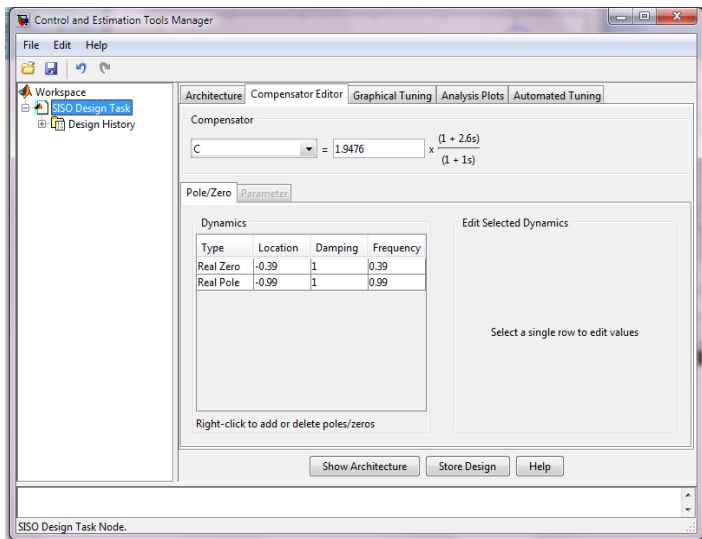 Control and Estimation Tools Manager
File Edit Help
Workspace
SISO Design Task
Design History
Architecture Compensator Editor Graphical Tuning Analysis Plots Automated Tuning
Compensator
C = 1.9476 x (1 + 2.6s)
(1 + 1s)
Pole/Zero Parameter
Dynamics
Type Location Damping Frequency
Real Zero -0.39 1 0.39
Real Pole -0.99 1 0.99
Right-click to add or delete poles/zeros
Edit Selected Dynamics
Select a single row to edit values
Show Architecture Store Design Help
SISO Design Task Node.